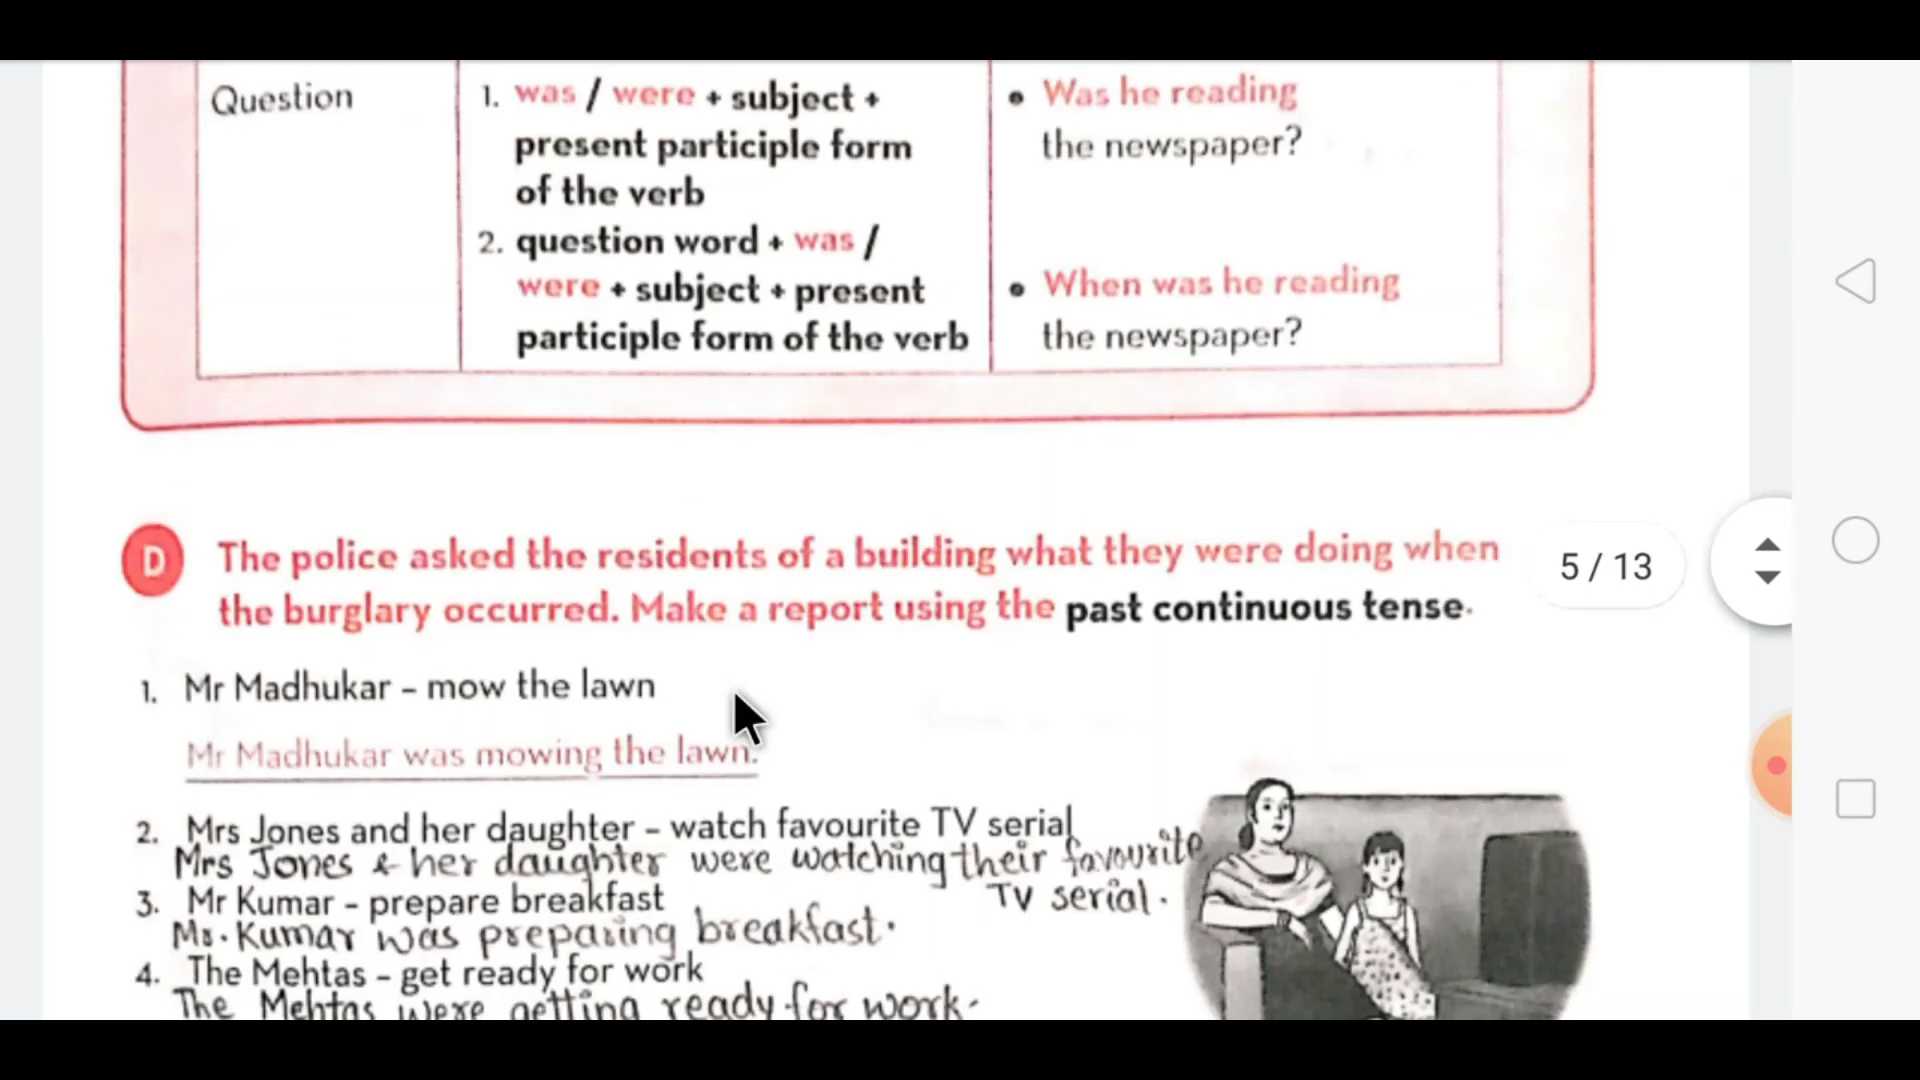 Question
1. was / were + subject +
present participle form
of the verb
2. question word + was /
were + subject + present
participle form of the verb
• Was he reading
the newspaper?
• When was he reading
the newspaper?
D The police asked the residents of a building what they were doing when
the burglary occurred. Make a report using the past continuous tense.
5 / 13
1. Mr Madhukar – mow the lawn
Mr Madhukar was mowing the lawn.
2. Mrs Jones and her daughter – watch favourite TV serial
Mrs Jones & her daughter were watching their favourite
TV serial.
3. Mr Kumar – prepare breakfast
Mr. Kumar was preparing breakfast.
4. The Mehtas – get ready for work
The Mehtas were getting ready for work.